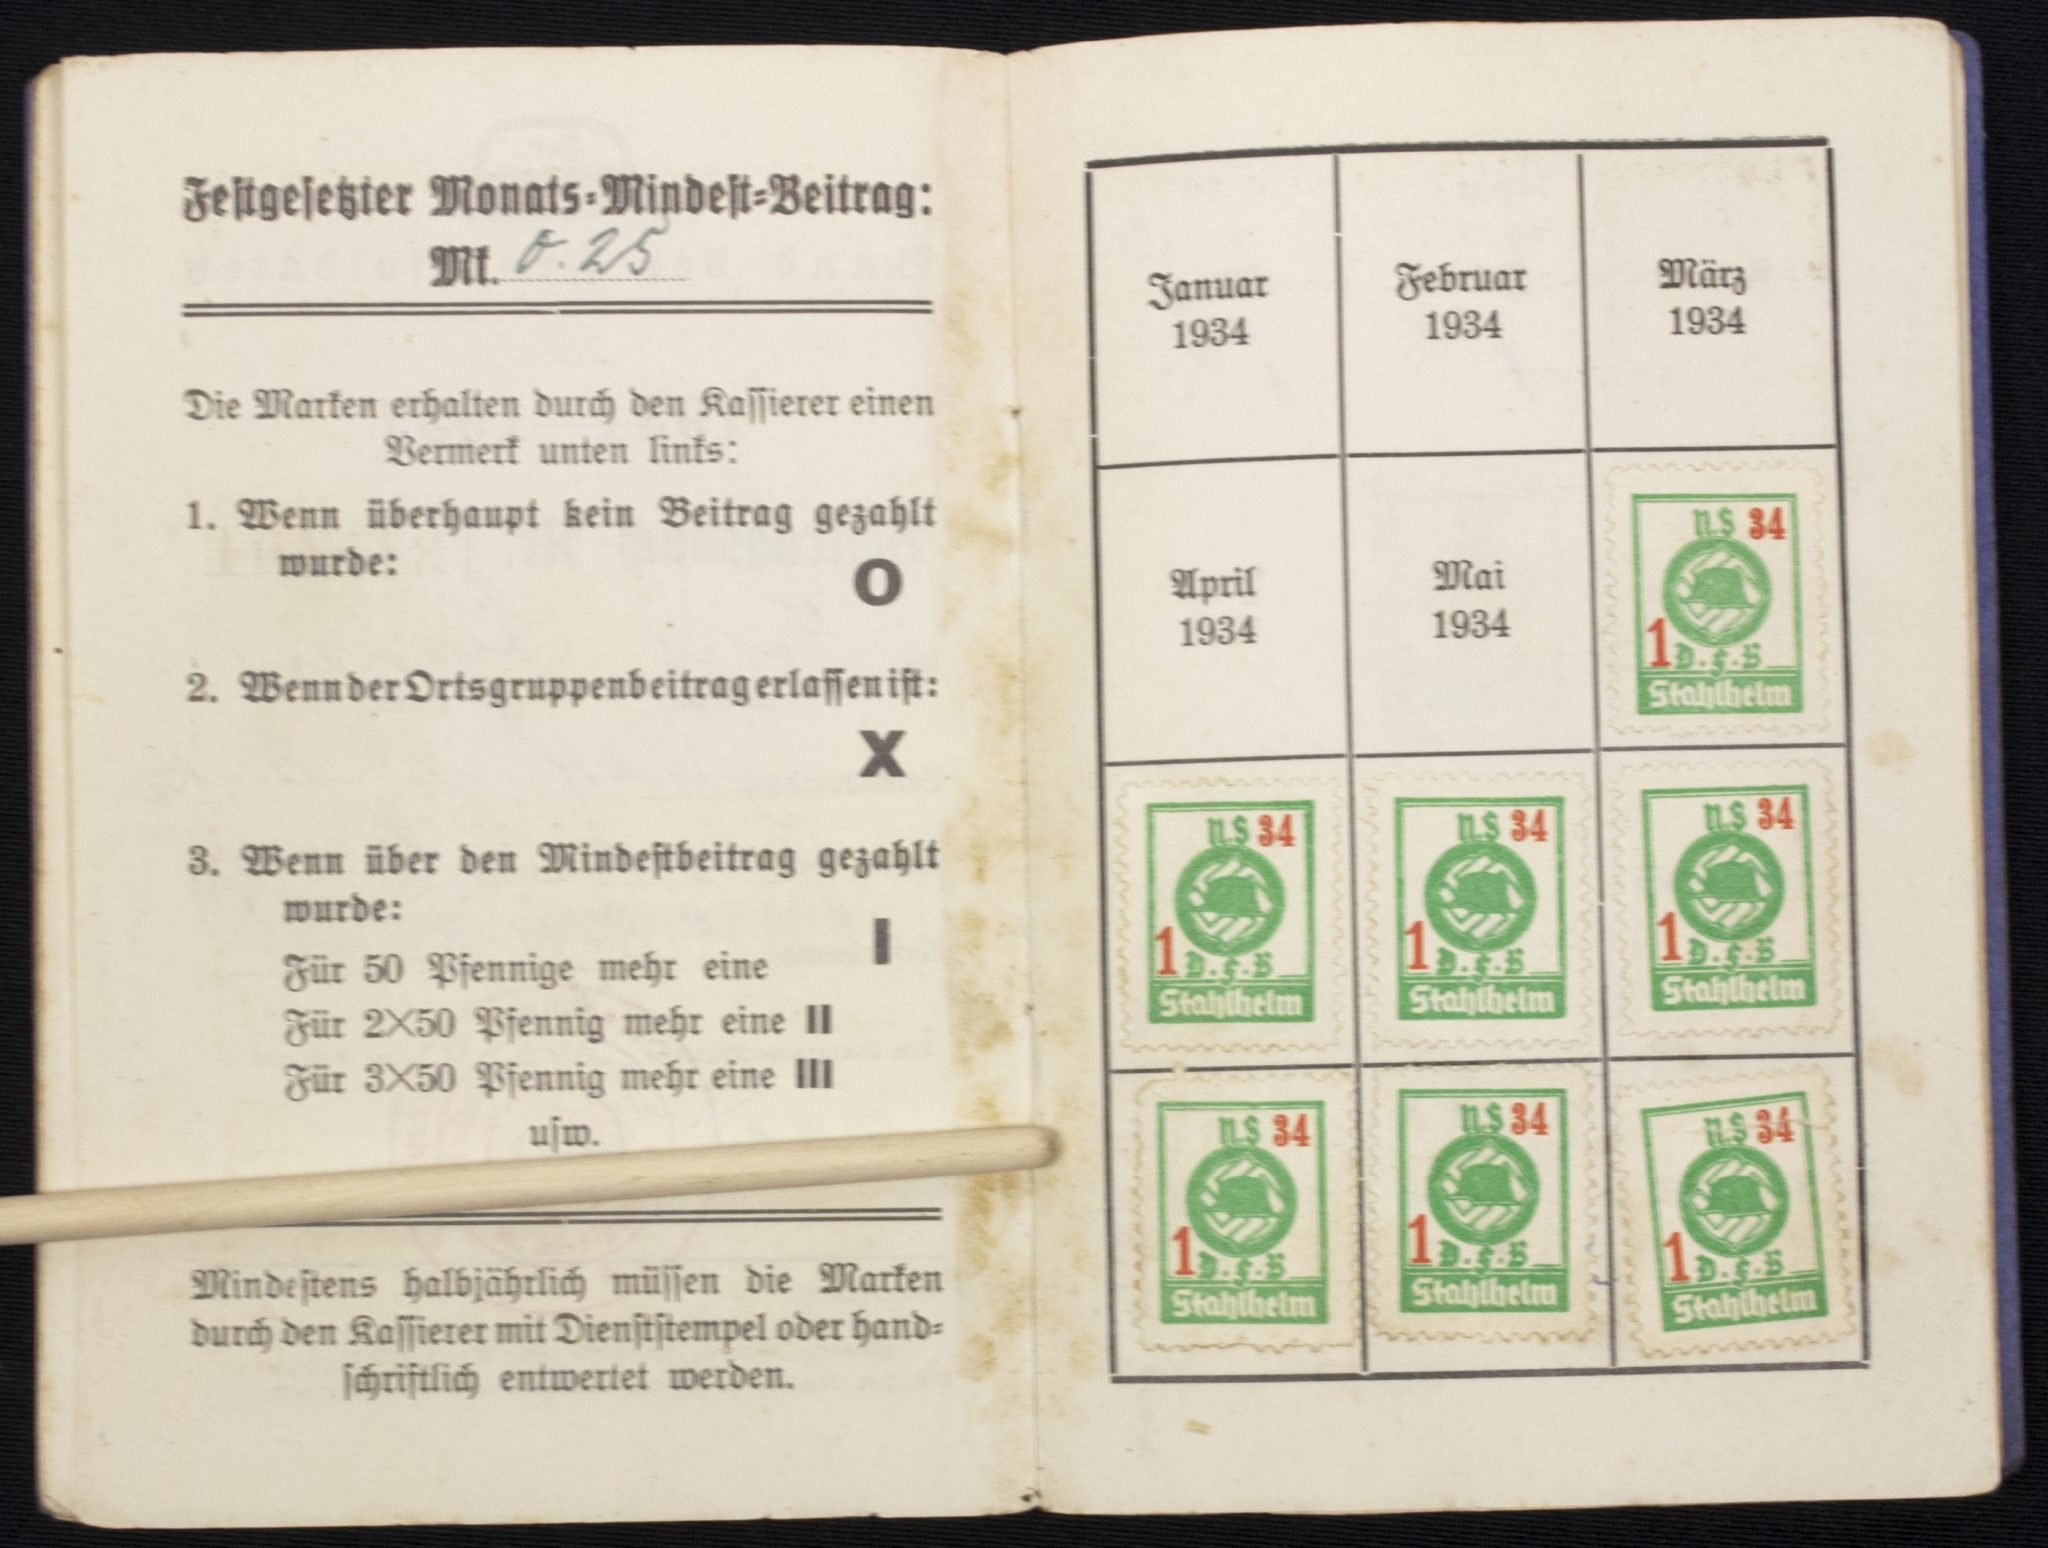 Festgesetzter Monats-Mindest-Beitrag:
Mk. 0.25
Die Marken erhalten durch den Kassierer einen
Vermerk unten links:
1. Wenn überhaupt kein Beitrag gezahlt
wurde:
O
2. Wenn der Ortsgruppenbeitrag erlassen ist:
X
3. Wenn über den Mindestbeitrag gezahlt
wurde:
Für 50 Pfennige mehr eine I
Für 2×50 Pfennig mehr eine II
Für 3×50 Pfennig mehr eine III
usw.
Mindestens halbjährlich müssen die Marken
durch den Kassierer mit Dienststempel oder hand-
schriftlich entwertet werden.
Januar
1934
Februar
1934
März
1934
April
1934
Mai
1934
N.S 34
1 D.F.B
Stahlhelm
N.S 34
1 D.F.B
Stahlhelm
N.S 34
1 D.F.B
Stahlhelm
N.S 34
1 D.F.B
Stahlhelm
N.S 34
1 D.F.B
Stahlhelm
N.S 34
1 D.F.B
Stahlhelm
N.S 34
1 D.F.B
Stahlhelm